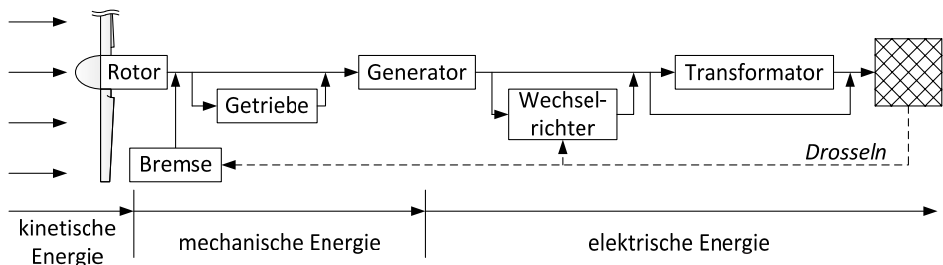 Rotor
Generator
Transformator
Getriebe
Wechsel-
richter
Bremse
Drosseln
kinetische
Energie
mechanische Energie
elektrische Energie